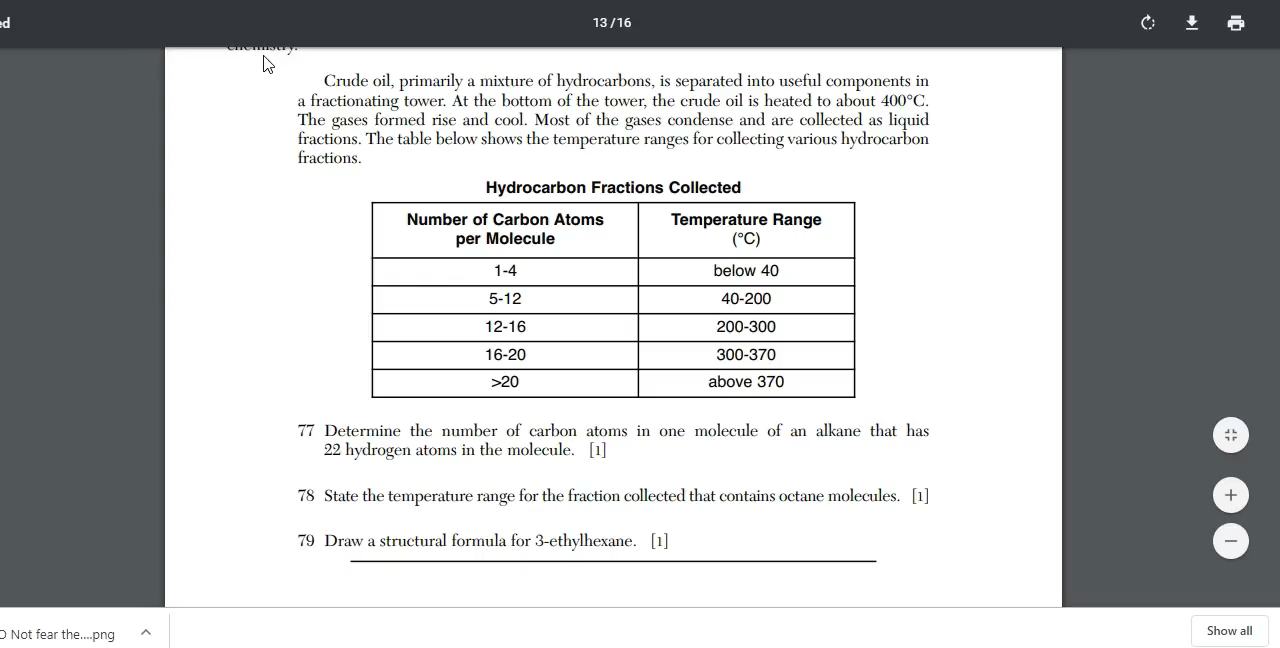 ed
13/16
chemistry.
Crude oil, primarily a mixture of hydrocarbons, is separated into useful components in
a fractionating tower. At the bottom of the tower, the crude oil is heated to about 400°C.
The gases formed rise and cool. Most of the gases condense and are collected as liquid
fractions. The table below shows the temperature ranges for collecting various hydrocarbon
fractions.
Hydrocarbon Fractions Collected
Number of Carbon Atoms per Molecule Temperature Range (°C)
1-4 below 40
5-12 40-200
12-16 200-300
16-20 300-370
>20 above 370
77 Determine the number of carbon atoms in one molecule of an alkane that has
22 hydrogen atoms in the molecule. [1]
78 State the temperature range for the fraction collected that contains octane molecules. [1]
79 Draw a structural formula for 3-ethylhexane. [1]
O Not fear the....png
Show all